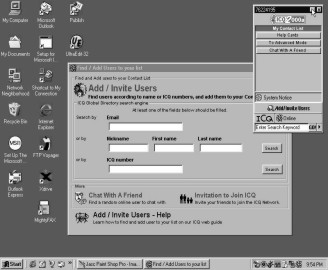 My Computer
Microsoft Outlook
Publish
My Documents
Setup for Microsoft I...
UltraEdit 32
Network Neighborhood
Shortcut to My Connection
Recycle Bin
Internet Explorer
Set Up The Microsoft ...
FTP Voyager
Outlook Express
Xdrive
MightyFAX
Find / Add Users to your list
Find and Add users to your Contact List
Add / Invite Users
Find users according to name or ICQ numbers, and add them to your Con
ICQ Global Directory search engine
At least one of the fields below should be filled.
Search by
Email
or by
Nickname
First name
Last name
Search
or by
ICQ number
Search
More
Chat With A Friend
Find a random online user to chat with.
Invitation to Join ICQ
Invite your friends to join the ICQ Network.
Add / Invite Users - Help
Learn how to find and add user to your list on our ICQ web guide
76224195
ICQ 2000a
My Contact List
Help Cards
To Advanced Mode
Chat With A Friend
System Notice
Add/Invite Users
ICQ
Online
Enter Search Keyword
Start
Jasc Paint Shop Pro - Ima...
Find / Add Users to your list
9:54 PM